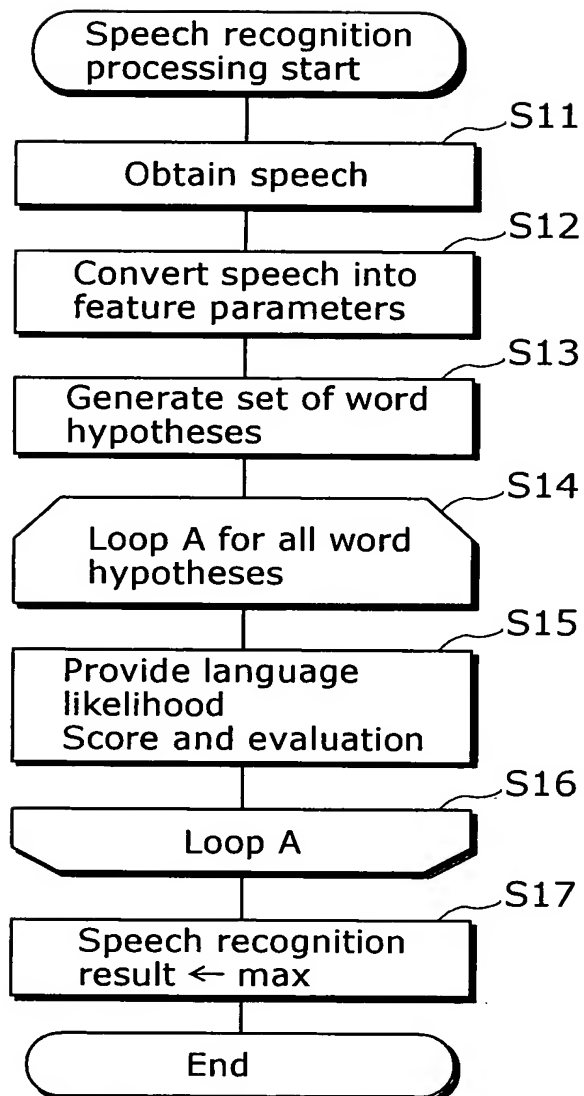 Speech recognition
processing start
S11
Obtain speech
S12
Convert speech into
feature parameters
S13
Generate set of word
hypotheses
S14
Loop A for all word
hypotheses
S15
Provide language
likelihood
Score and evaluation
S16
Loop A
S17
Speech recognition
result ← max
End